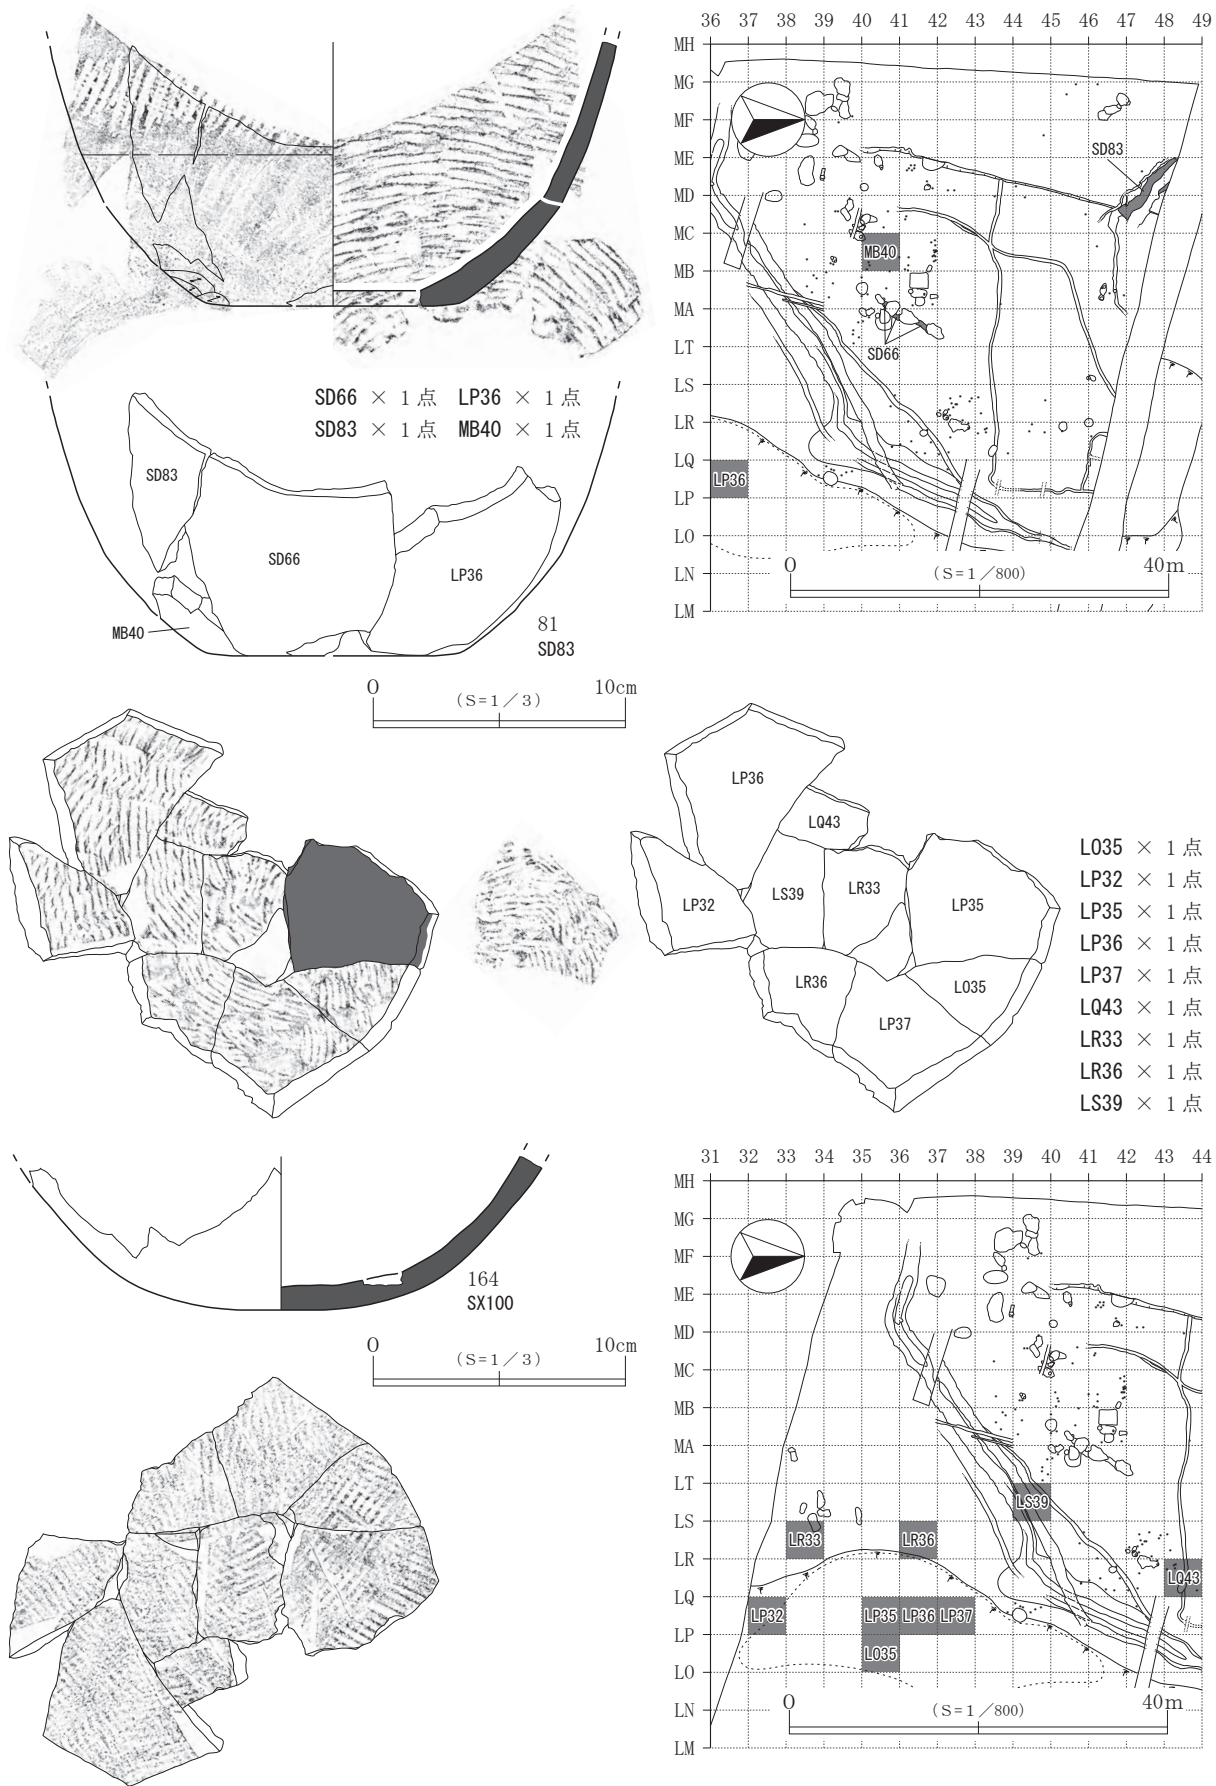 SD66 × 1点 LP36 × 1点
SD83 × 1点 MB40 × 1点
SD83
SD66
LP36
MB40
81
SD83
0 10cm
(S=1/3)
36 37 38 39 40 41 42 43 44 45 46 47 48 49
MH
MG
MF
ME
MD
MC
MB
MA
LT
LS
LR
LQ
LP
LO
LN
LM
SD83
MB40
SD66
LP36
0 40m
(S=1/800)
LP36
LQ43
LP32
LS39
LR33
LP35
LR36
LO35
LP37
LO35 × 1点
LP32 × 1点
LP35 × 1点
LP36 × 1点
LP37 × 1点
LQ43 × 1点
LR33 × 1点
LR36 × 1点
LS39 × 1点
164
SX100
0 10cm
(S=1/3)
31 32 33 34 35 36 37 38 39 40 41 42 43 44
MH
MG
MF
ME
MD
MC
MB
MA
LT
LS
LR
LQ
LP
LO
LN
LM
LS39
LR33
LR36
LQ43
LP32
LP35 LP36 LP37
LO35
0 40m
(S=1/800)